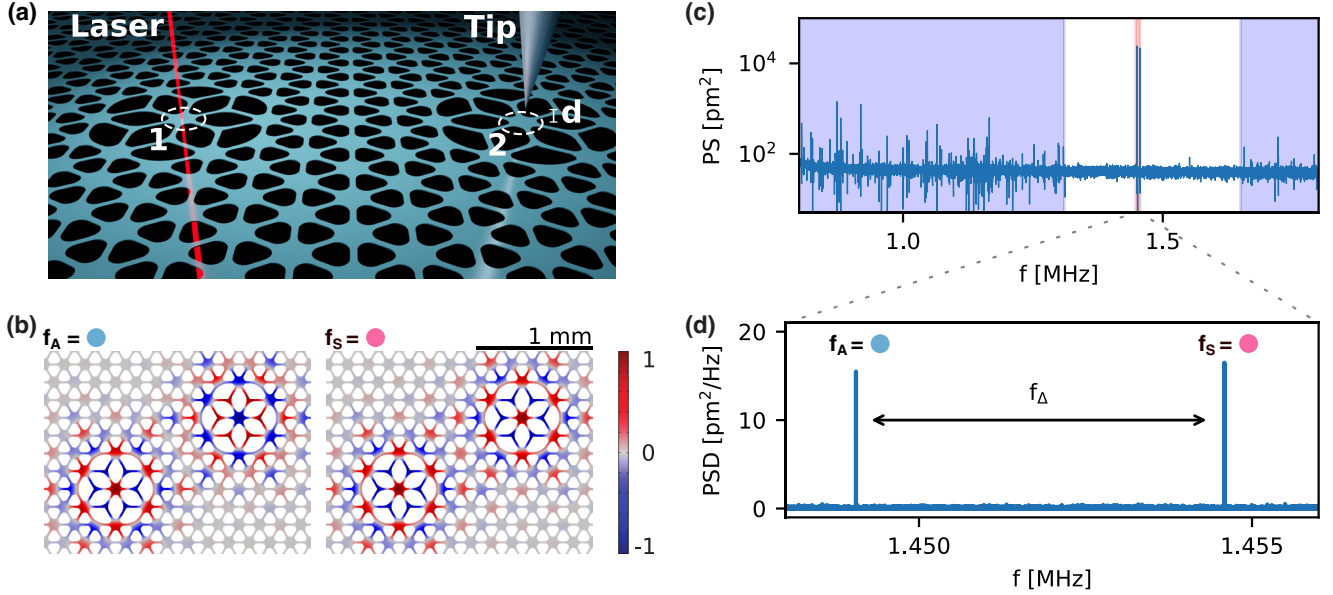 (a)
Laser
Tip
1
2
d
(b)
f_A =
f_S =
1 mm
1
0
-1
(c)
PS [pm²]
10⁴
10²
1.0
1.5
f [MHz]
(d)
PSD [pm²/Hz]
20
10
0
f_A =
f_S =
f_Δ
1.450
1.455
f [MHz]